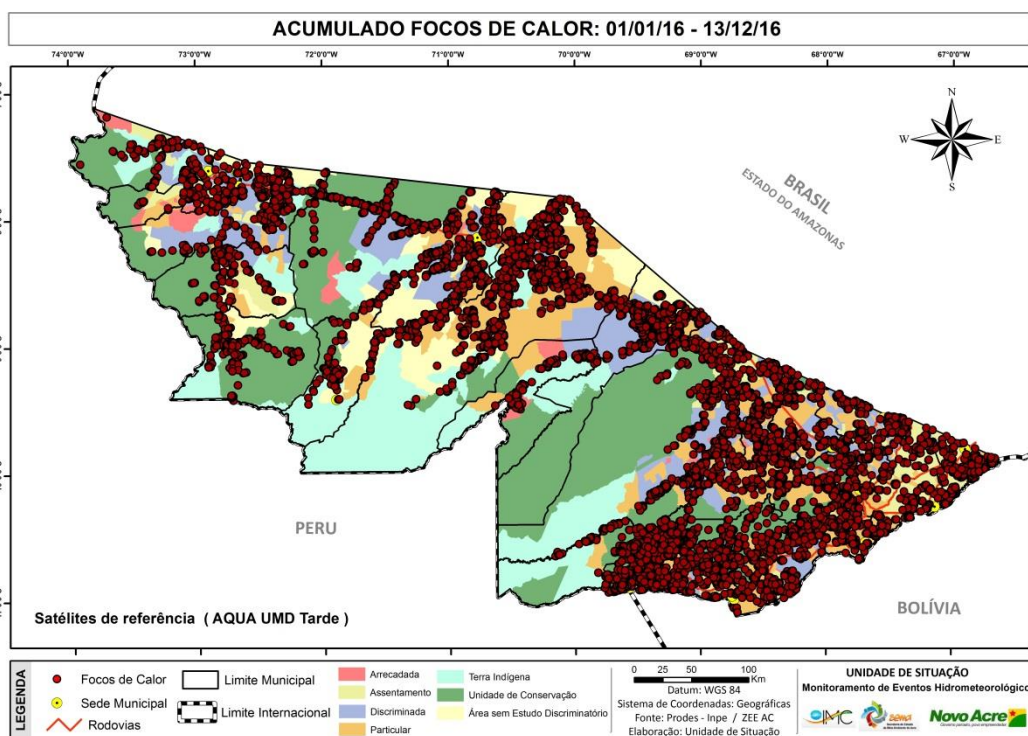 ACUMULADO FOCOS DE CALOR: 01/01/16 - 13/12/16
74°0'0"W
73°0'0"W
72°0'0"W
71°0'0"W
70°0'0"W
69°0'0"W
68°0'0"W
67°0'0"W
N
W
E
S
BRASIL
ESTADO DO AMAZONAS
PERU
BOLÍVIA
Satélites de referência ( AQUA UMD Tarde )
LEGENDA
Focos de Calor
Sede Municipal
Rodovias
Limite Municipal
Limite Internacional
Arrecadada
Assentamento
Discriminada
Particular
Terra Indígena
Unidade de Conservação
Área sem Estudo Discriminatório
0 25 50 100
Km
Datum: WGS 84
Sistema de Coordenadas: Geográficas
Fonte: Prodes - Inpe / ZEE AC
Elaboração: Unidade de Situação
UNIDADE DE SITUAÇÃO
Monitoramento de Eventos Hidrometeorológico
IMC
SEMA
Novo Acre